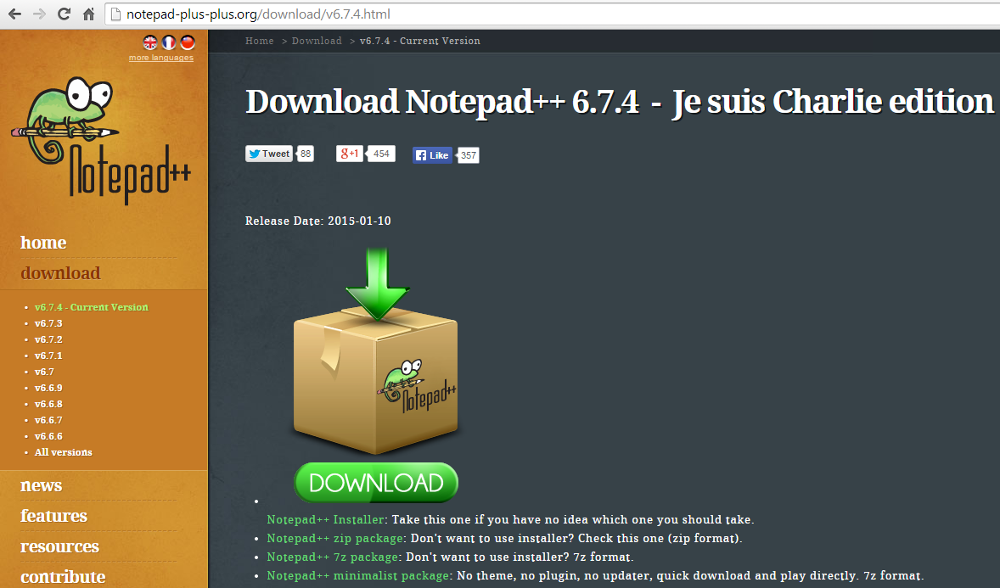 notepad-plus-plus.org/download/v6.7.4.html
more languages
Notepad++
home
download
v6.7.4 - Current Version
v6.7.3
v6.7.2
v6.7.1
v6.7
v6.6.9
v6.6.8
v6.6.7
v6.6.6
All versions
news
features
resources
contribute
Home > Download > v6.7.4 - Current Version
Download Notepad++ 6.7.4 - Je suis Charlie edition
Tweet 88 g+1 454 f Like 357
Release Date: 2015-01-10
Notepad++
DOWNLOAD
Notepad++ Installer: Take this one if you have no idea which one you should take.
Notepad++ zip package: Don't want to use installer? Check this one (zip format).
Notepad++ 7z package: Don't want to use installer? 7z format.
Notepad++ minimalist package: No theme, no plugin, no updater, quick download and play directly. 7z format.